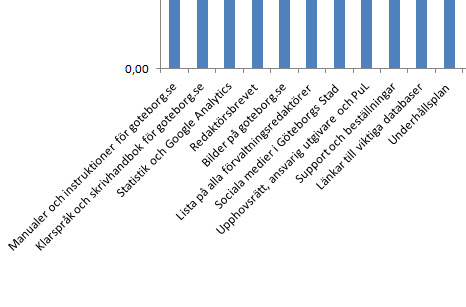 0,00
Manualer och instruktioner för goteborg.se
Klarspråk och skrivhandbok för goteborg.se
Statistik och Google Analytics
Redaktörsbrevet
Bilder på goteborg.se
Lista på alla förvaltningsredaktörer
Sociala medier i Göteborgs Stad
Upphovsrätt, ansvarig utgivare och PuL
Support och beställningar
Länkar till viktiga databaser
Underhållsplan